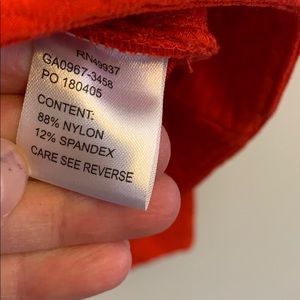 RN49937
GA0967-3458
PO 180405
CONTENT:
88% NYLON
12% SPANDEX
CARE SEE REVERSE